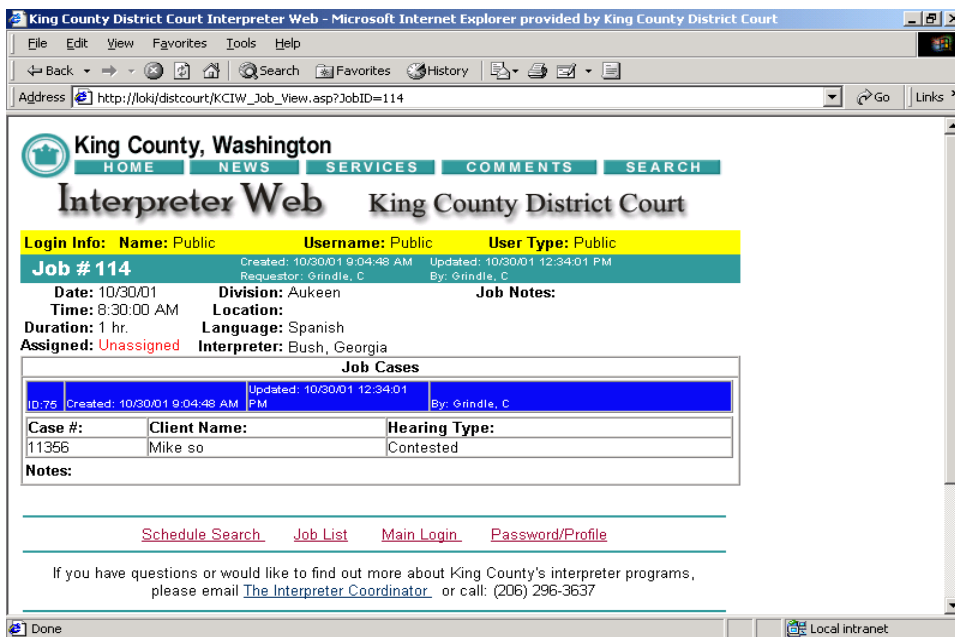 King County District Court Interpreter Web - Microsoft Internet Explorer provided by King County District Court
File Edit View Favorites Tools Help
Back Search Favorites History
Address http://loki/distcourt/KCIW_Job_View.asp?JobID=114 Go Links
King County, Washington
HOME NEWS SERVICES COMMENTS SEARCH
Interpreter Web King County District Court
Login Info: Name: Public Username: Public User Type: Public
Job # 114 Created: 10/30/01 9:04:48 AM Updated: 10/30/01 12:34:01 PM
Requestor: Grindle, C By: Grindle, C
Date: 10/30/01 Division: Aukeen Job Notes:
Time: 8:30:00 AM Location:
Duration: 1 hr. Language: Spanish
Assigned: Unassigned Interpreter: Bush, Georgia
Job Cases
Updated: 10/30/01 12:34:01
ID:75 Created: 10/30/01 9:04:48 AM PM By: Grindle, C
Case #: Client Name: Hearing Type:
11356 Mike so Contested
Notes:
Schedule Search Job List Main Login Password/Profile
If you have questions or would like to find out more about King County's interpreter programs,
please email The Interpreter Coordinator or call: (206) 296-3637
Done Local intranet